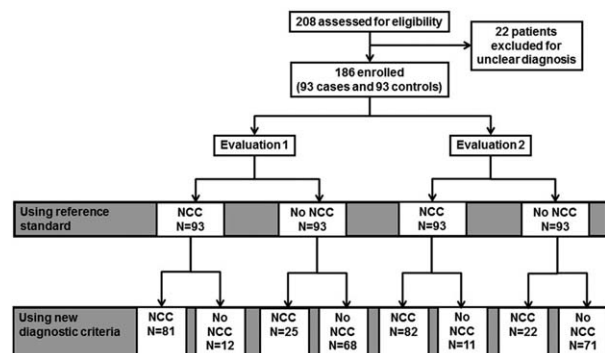 208 assessed for eligibility
22 patients
excluded for
unclear diagnosis
186 enrolled
(93 cases and 93 controls)
Evaluation 1
Evaluation 2
Using reference
standard
NCC
N=93
No NCC
N=93
NCC
N=93
No NCC
N=93
Using new
diagnostic criteria
NCC
N=81
No
NCC
N=12
NCC
N=25
No
NCC
N=68
NCC
N=82
No
NCC
N=11
NCC
N=22
No
NCC
N=71